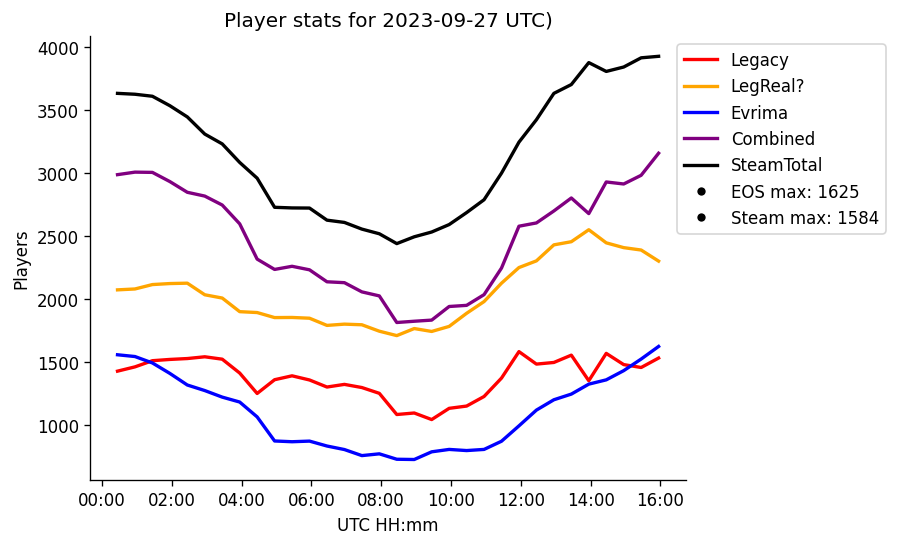 Player stats for 2023-09-27 UTC)
4000
3500
3000
2500
2000
1500
1000
Players
00:00 02:00 04:00 06:00 08:00 10:00 12:00 14:00 16:00
UTC HH:mm
Legacy
LegReal?
Evrima
Combined
SteamTotal
EOS max: 1625
Steam max: 1584